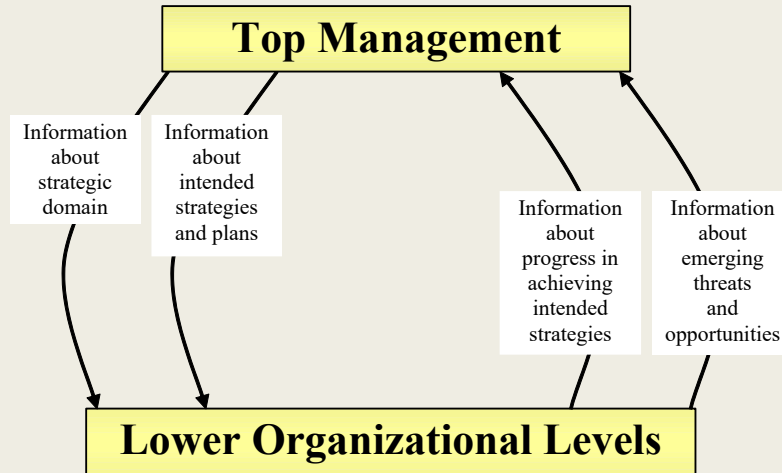 Top Management
Information
about
strategic
domain
Information
about
intended
strategies
and plans
Information
about
progress in
achieving
intended
strategies
Information
about
emerging
threats
and
opportunities
Lower Organizational Levels